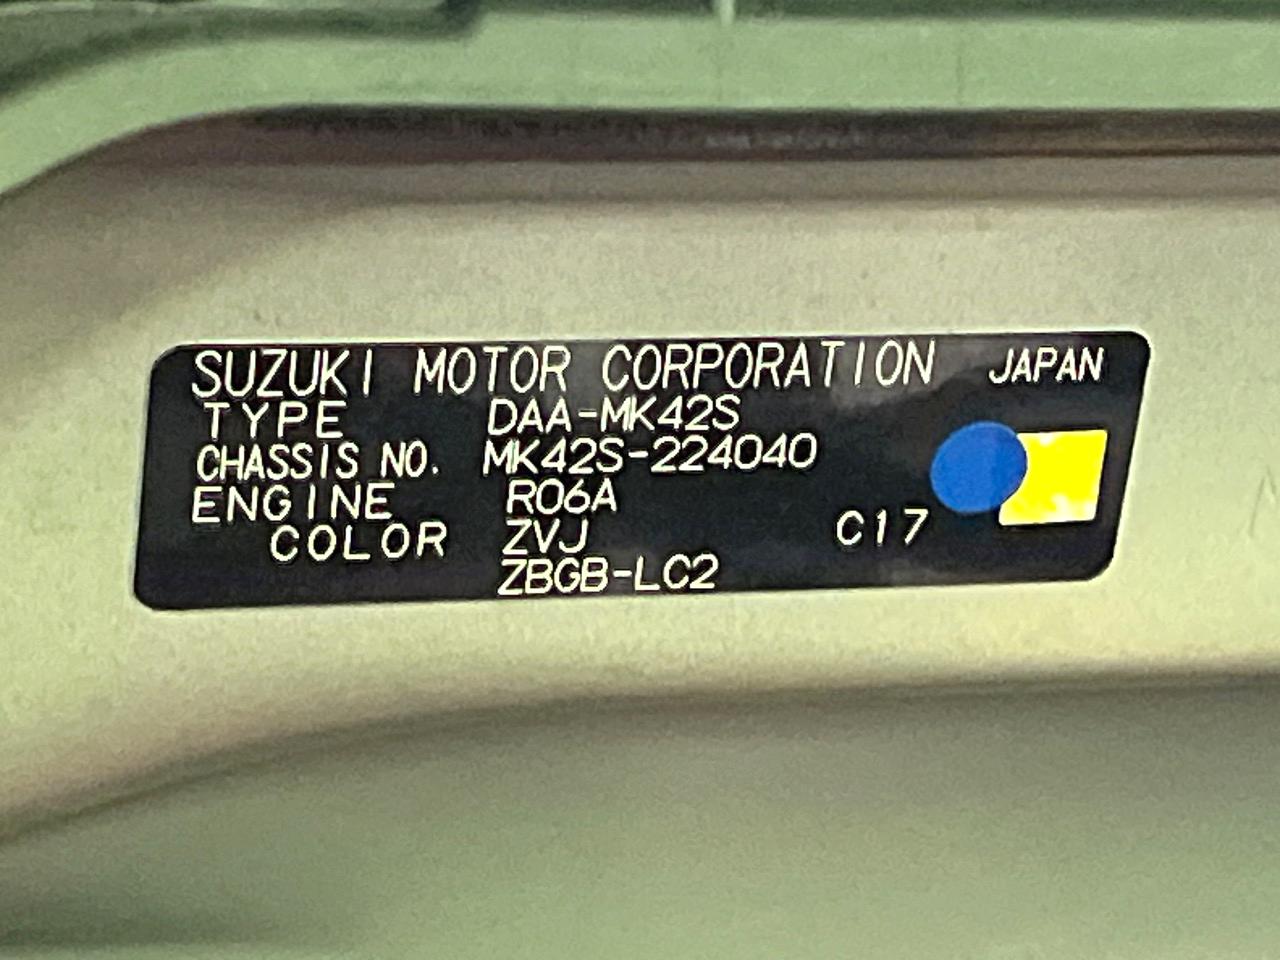 SUZUKI MOTOR CORPORATION JAPAN
TYPE DAA-MK42S
CHASSIS NO. MK42S-224040
ENGINE R06A
COLOR ZVJ C17
ZBGB-LC2